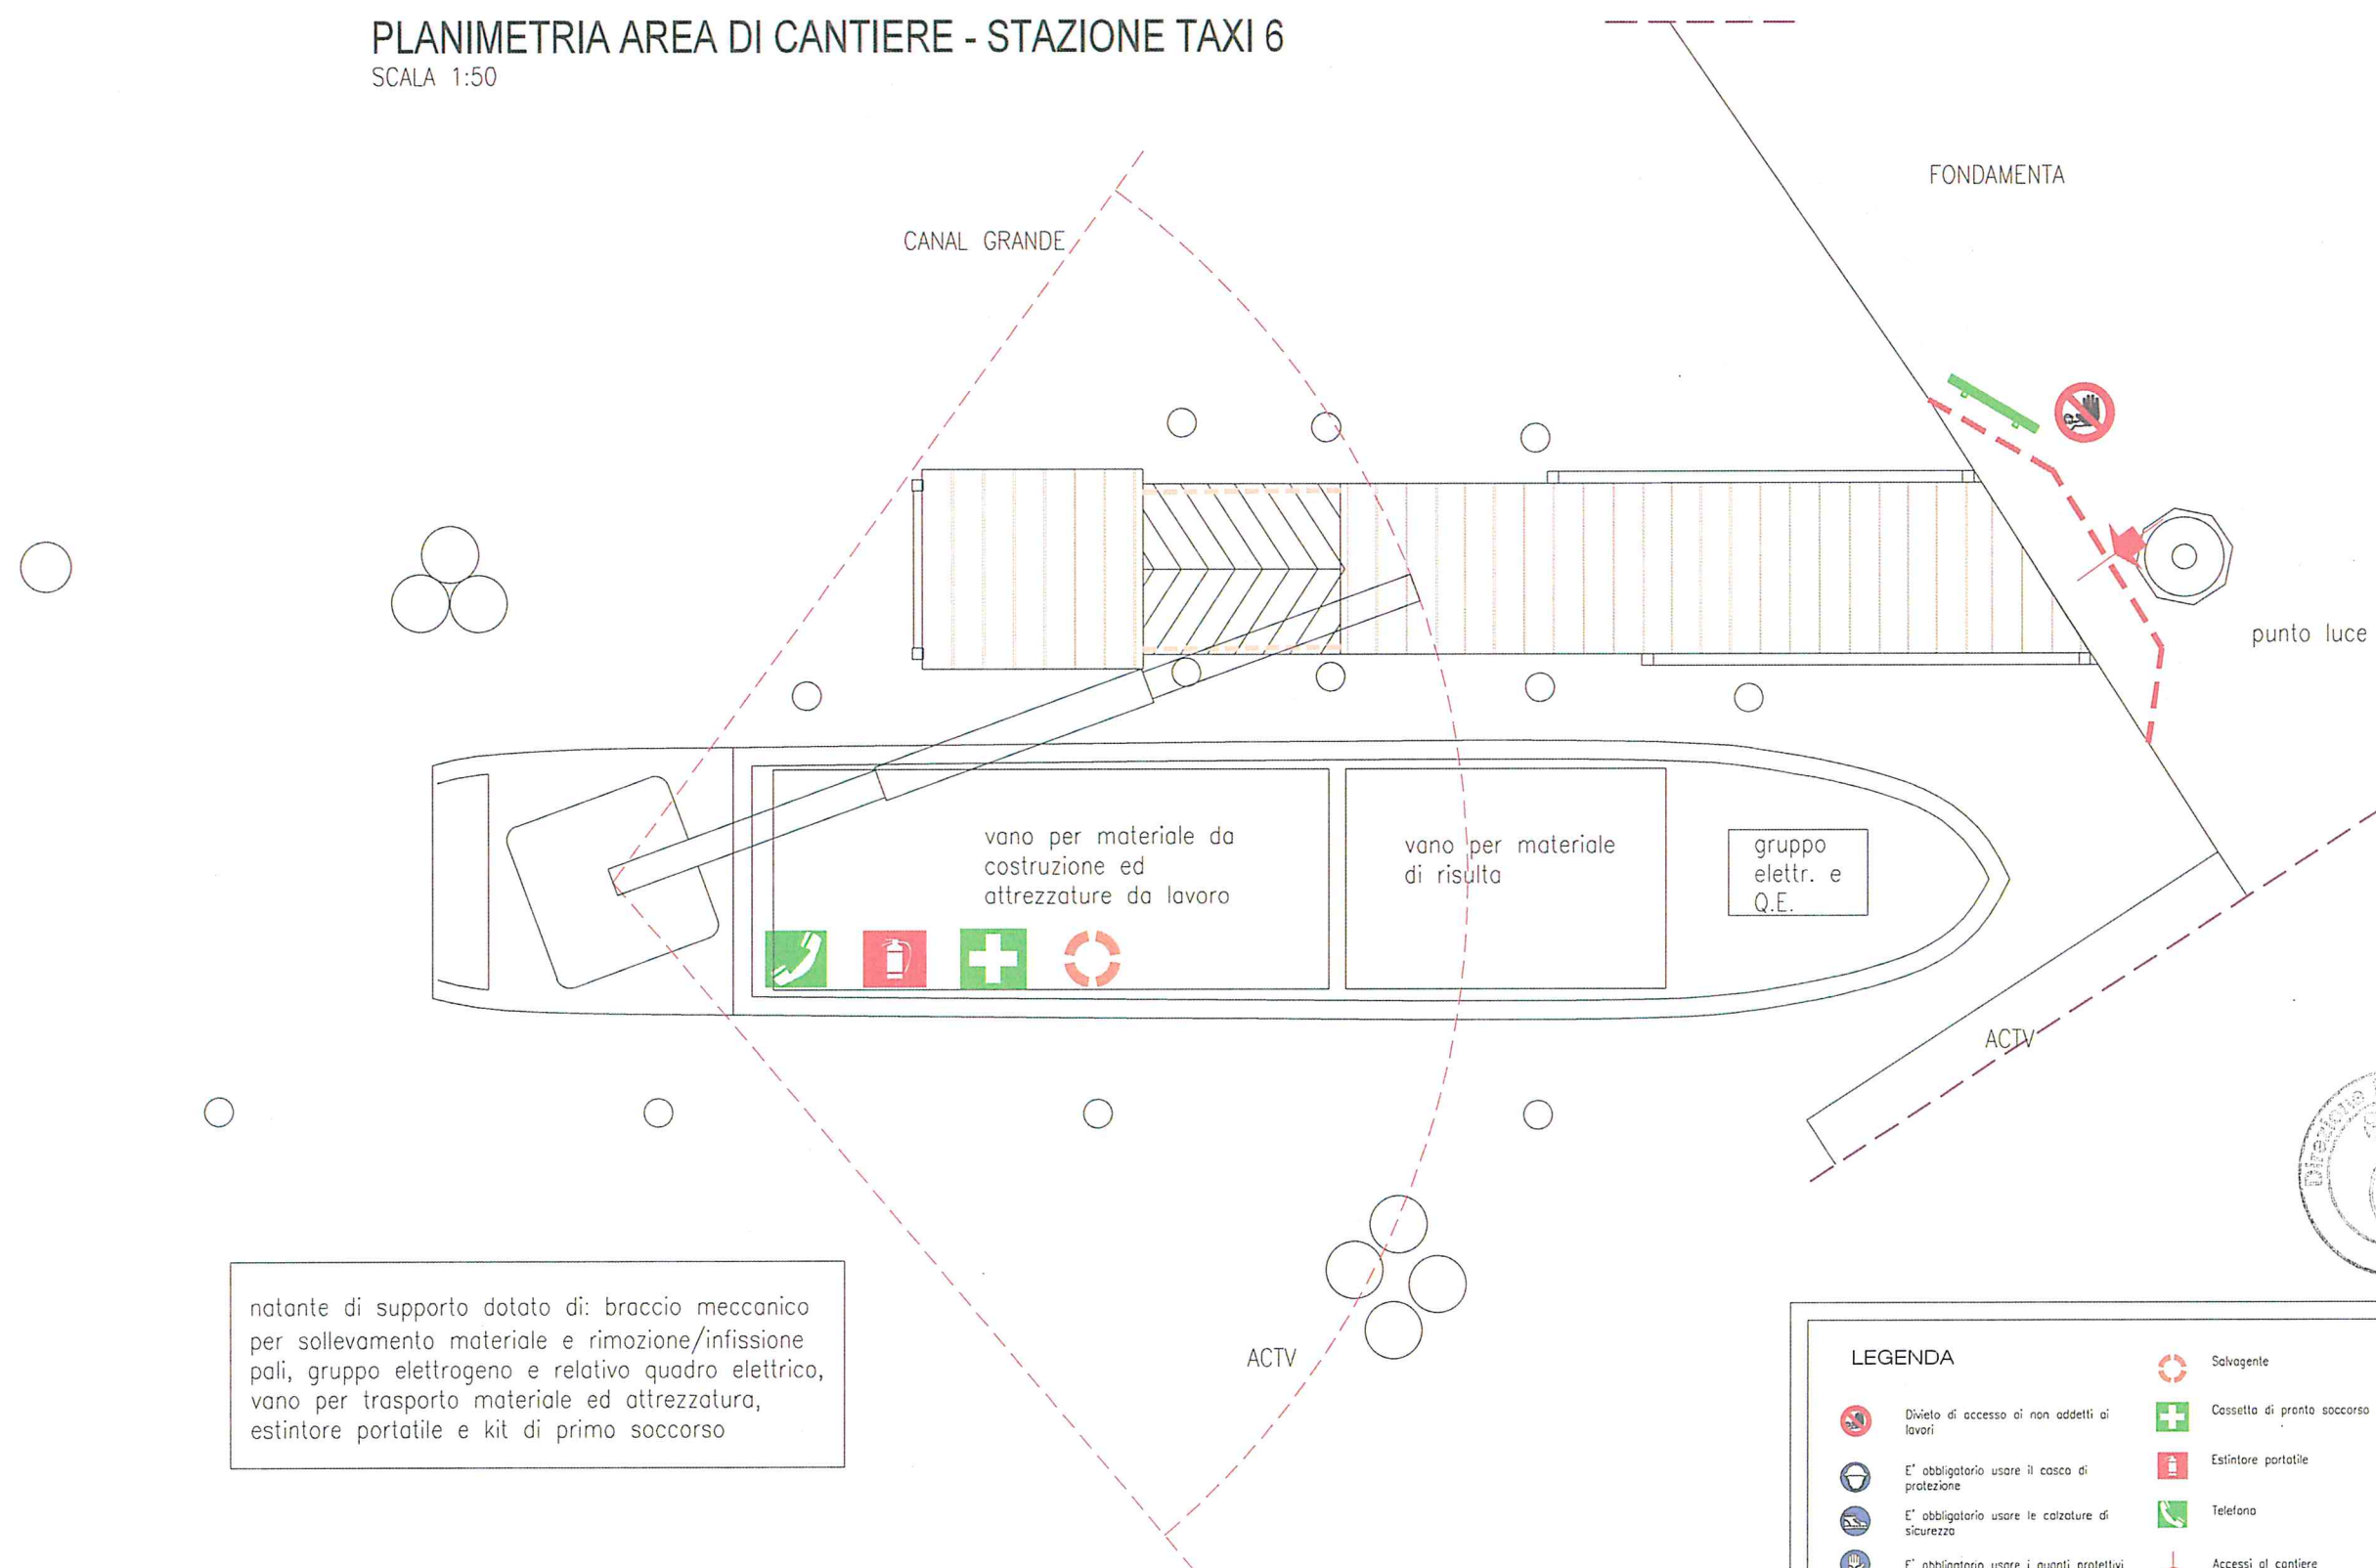 PLANIMETRIA AREA DI CANTIERE - STAZIONE TAXI 6
SCALA 1:50
FONDAMENTA
CANAL GRANDE
punto luce
vano per materiale da
costruzione ed
attrezzature da lavoro
vano per materiale
di risulta
gruppo
elettr. e
Q.E.
ACTV
natante di supporto dotato di: braccio meccanico
per sollevamento materiale e rimozione/infissione
pali, gruppo elettrogeno e relativo quadro elettrico,
vano per trasporto materiale ed attrezzatura,
estintore portatile e kit di primo soccorso
ACTV
Direzione
LEGENDA
Divieto di accesso ai non addetti ai
lavori
E' obbligatorio usare il casco di
protezione
E' obbligatorio usare le calzature di
sicurezza
E' obbligatorio usare i guanti protettivi
Salvagente
Cassetta di pronto soccorso
Estintore portatile
Telefono
Accessi al cantiere